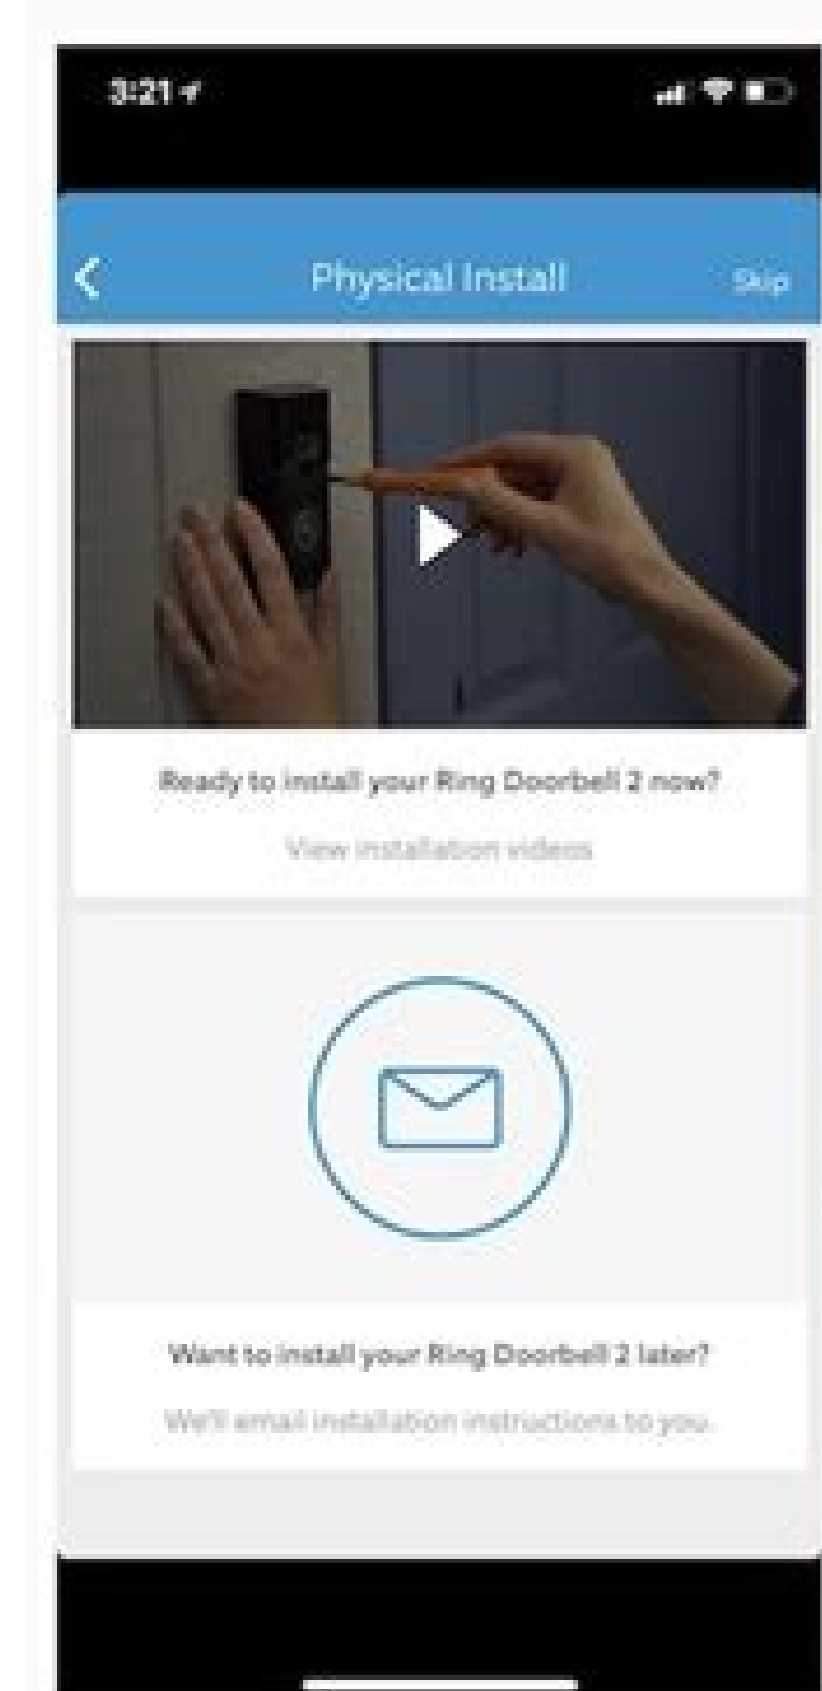 3:21
Physical Install
Skip
Ready to install your Ring Doorbell 2 now?
View installation videos
Want to install your Ring Doorbell 2 later?
We'll email installation instructions to you.